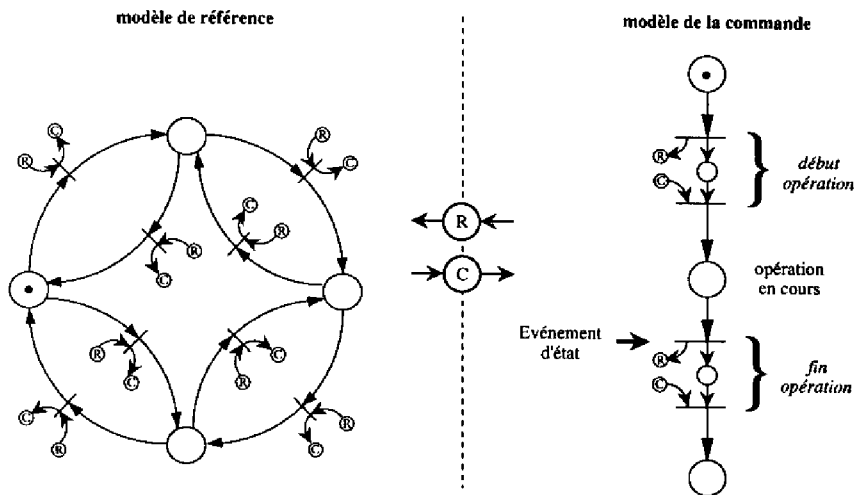 modèle de référence
modèle de la commande
C
R
R
C
C
R
R
C
R
C
R
C
R
C
R
C
C
R
R
C
R
C
R
C
début
opération
opération
en cours
Evénement
d'état
R
C
fin
opération